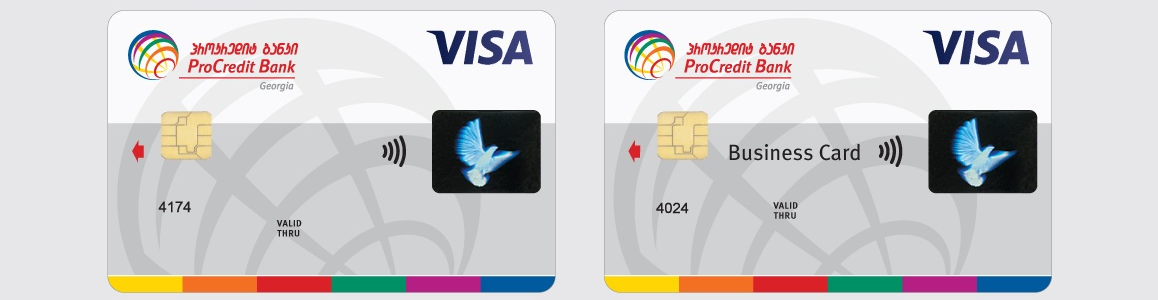 პროკრედიტ ბანკი
ProCredit Bank
Georgia
VISA
4174
VALID
THRU
პროკრედიტ ბანკი
ProCredit Bank
Georgia
VISA
Business Card
4024
VALID
THRU